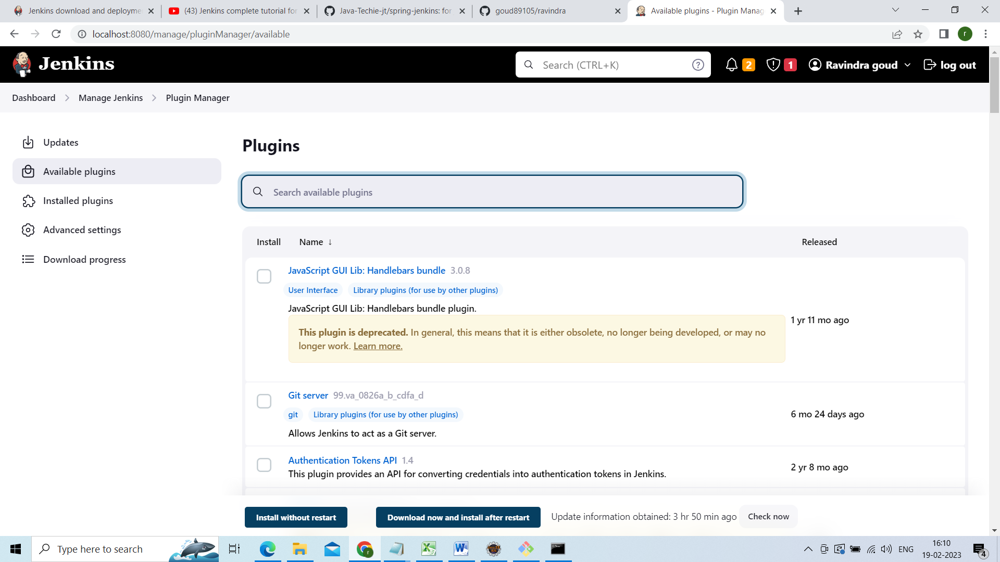 Jenkins download and deployme
(43) Jenkins complete tutorial for
Java-Techie-jt/spring-jenkins: for
goud89105/ravindra
Available plugins - Plugin Manag
localhost:8080/manage/pluginManager/available
r
Jenkins
Search (CTRL+K)
2
1
Ravindra goud
log out
Dashboard
Manage Jenkins
Plugin Manager
Updates
Available plugins
Installed plugins
Advanced settings
Download progress
Plugins
Search available plugins
Install Name ↓ Released
JavaScript GUI Lib: Handlebars bundle 3.0.8
User Interface Library plugins (for use by other plugins)
JavaScript GUI Lib: Handlebars bundle plugin.
This plugin is deprecated. In general, this means that it is either obsolete, no longer being developed, or may no
longer work. Learn more.
1 yr 11 mo ago
Git server 99.va_0826a_b_cdfa_d
git Library plugins (for use by other plugins)
Allows Jenkins to act as a Git server.
6 mo 24 days ago
Authentication Tokens API 1.4
This plugin provides an API for converting credentials into authentication tokens in Jenkins.
2 yr 8 mo ago
Install without restart
Download now and install after restart
Update information obtained: 3 hr 50 min ago
Check now
Type here to search
ENG
16:10
19-02-2023
4